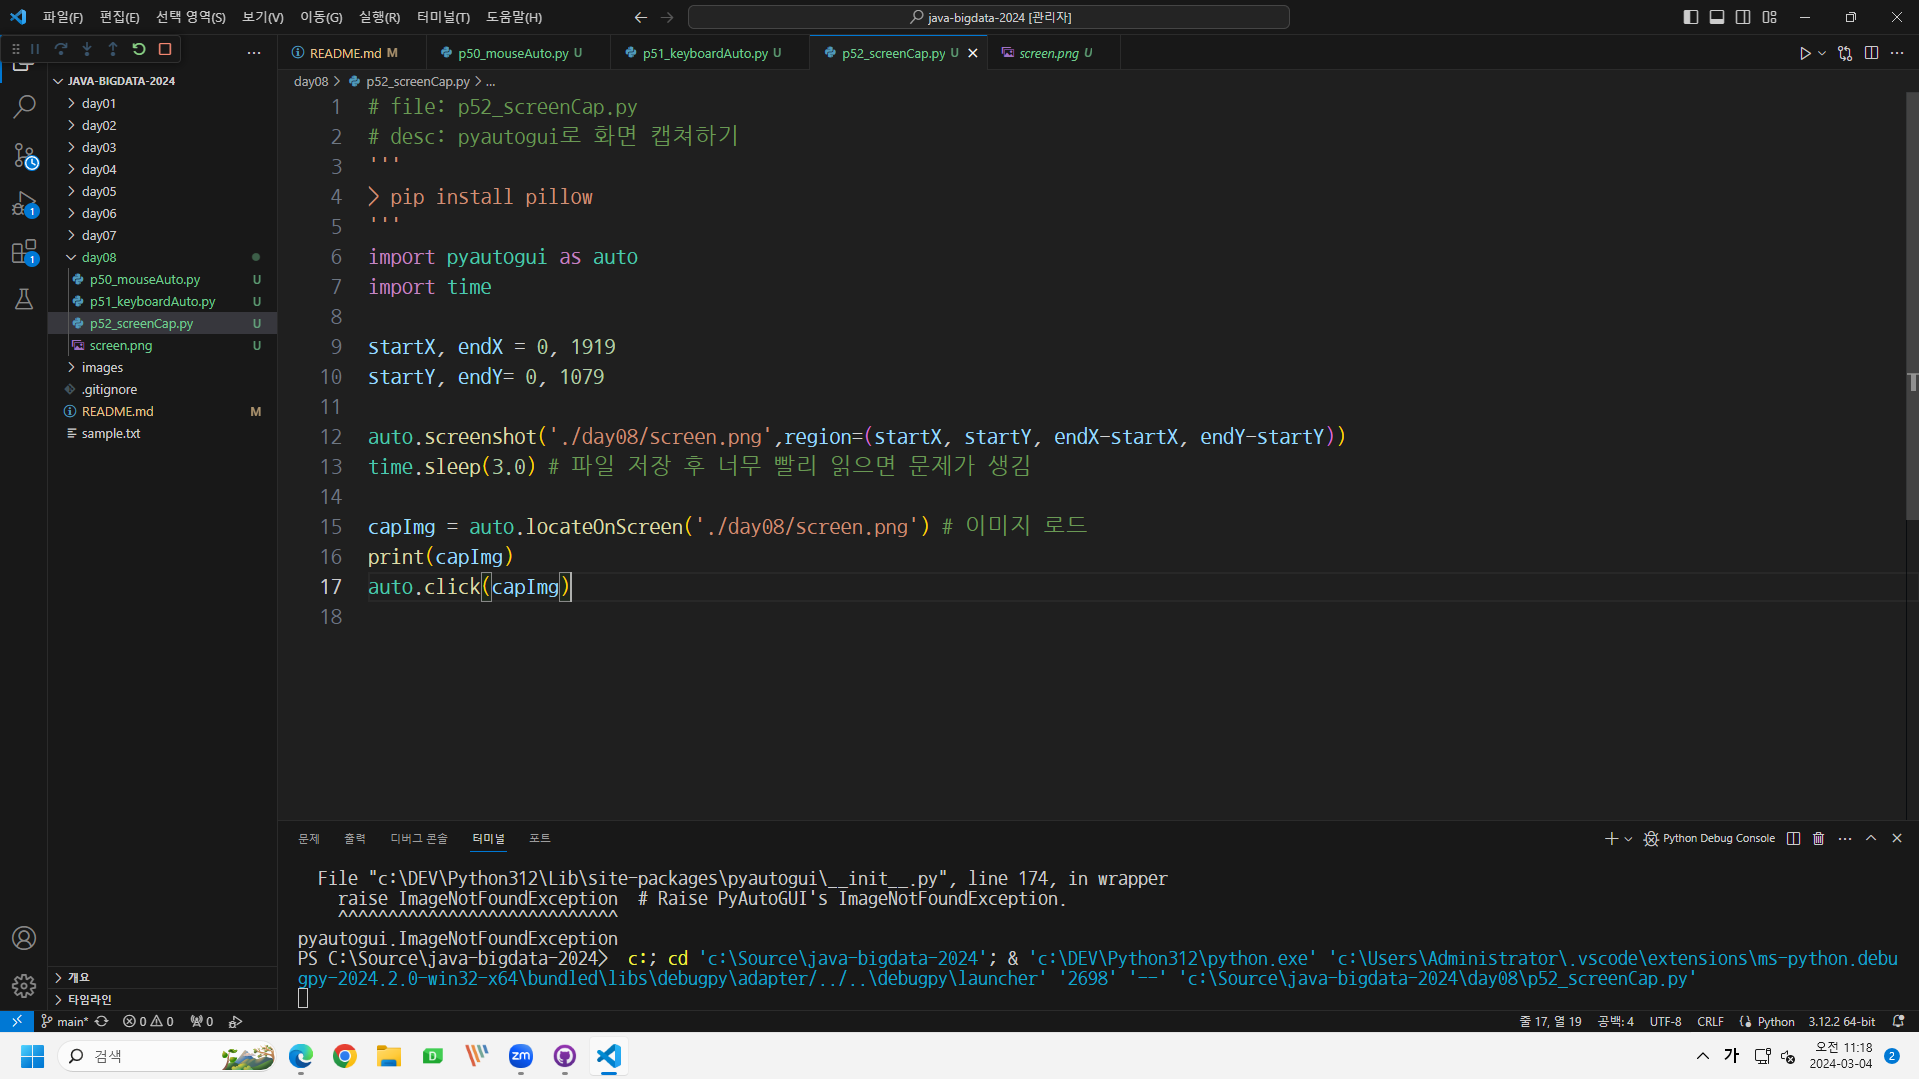 파일(F) 편집(E) 선택 영역(S) 보기(V) 이동(G) 실행(R) 터미널(T) 도움말(H)
java-bigdata-2024 [관리자]
README.md M
p50_mouseAuto.py U
p51_keyboardAuto.py U
p52_screenCap.py U
screen.png U
JAVA-BIGDATA-2024
day01
day02
day03
day04
day05
day06
day07
day08
p50_mouseAuto.py U
p51_keyboardAuto.py U
p52_screenCap.py U
screen.png U
images
.gitignore
README.md M
sample.txt
개요
타임라인
day08 > p52_screenCap.py > ...
1 # file: p52_screenCap.py
2 # desc: pyautogui로 화면 캡쳐하기
3 '''
4 > pip install pillow
5 '''
6 import pyautogui as auto
7 import time
8
9 startX, endX = 0, 1919
10 startY, endY= 0, 1079
11
12 auto.screenshot('./day08/screen.png',region=(startX, startY, endX-startX, endY-startY))
13 time.sleep(3.0) # 파일 저장 후 너무 빨리 읽으면 문제가 생김
14
15 capImg = auto.locateOnScreen('./day08/screen.png') # 이미지 로드
16 print(capImg)
17 auto.click(capImg)
18
문제 출력 디버그 콘솔 터미널 포트
Python Debug Console
File "c:\DEV\Python312\Lib\site-packages\pyautogui\__init__.py", line 174, in wrapper
raise ImageNotFoundException # Raise PyAutoGUI's ImageNotFoundException.
^^^^^^^^^^^^^^^^^^^^^^^^^^^^
pyautogui.ImageNotFoundException
PS C:\Source\java-bigdata-2024> c:; cd 'c:\Source\java-bigdata-2024'; & 'c:\DEV\Python312\python.exe' 'c:\Users\Administrator\.vscode\extensions\ms-python.debu
gpy-2024.2.0-win32-x64\bundled\libs\debugpy\adapter/../..\debugpy\launcher' '2698' '--' 'c:\Source\java-bigdata-2024\day08\p52_screenCap.py'
main* 0 0 0
줄 17, 열 19 공백: 4 UTF-8 CRLF Python 3.12.2 64-bit
검색
zm
가
오전 11:18
2024-03-04
2